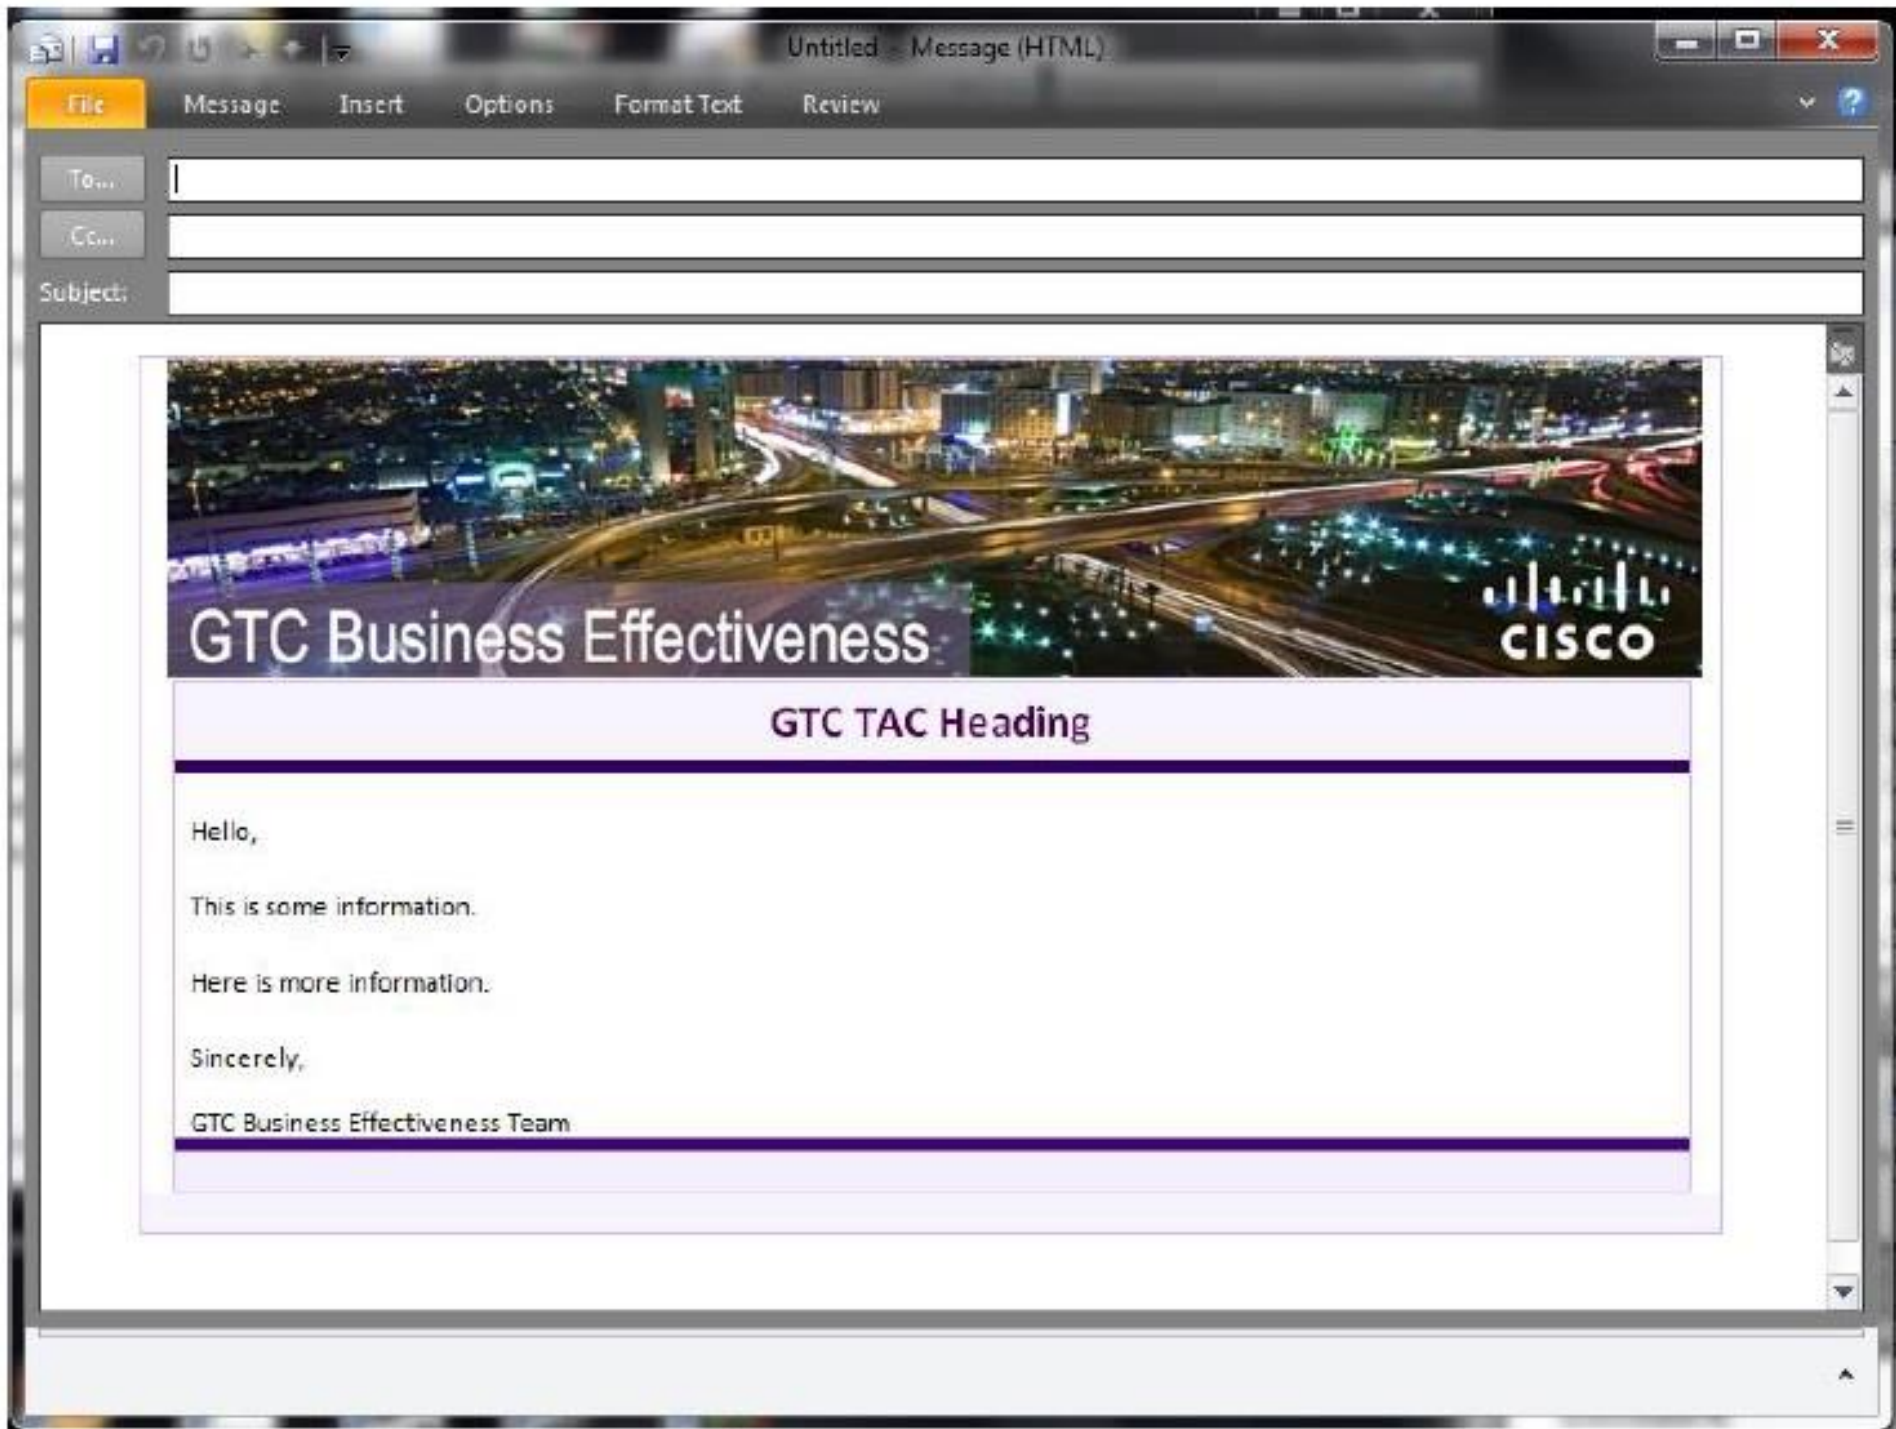 Untitled - Message (HTML)
File Message Insert Options Format Text Review
To...
Cc...
Subject:
GTC Business Effectiveness
CISCO
GTC TAC Heading
Hello,
This is some information.
Here is more information.
Sincerely,
GTC Business Effectiveness Team